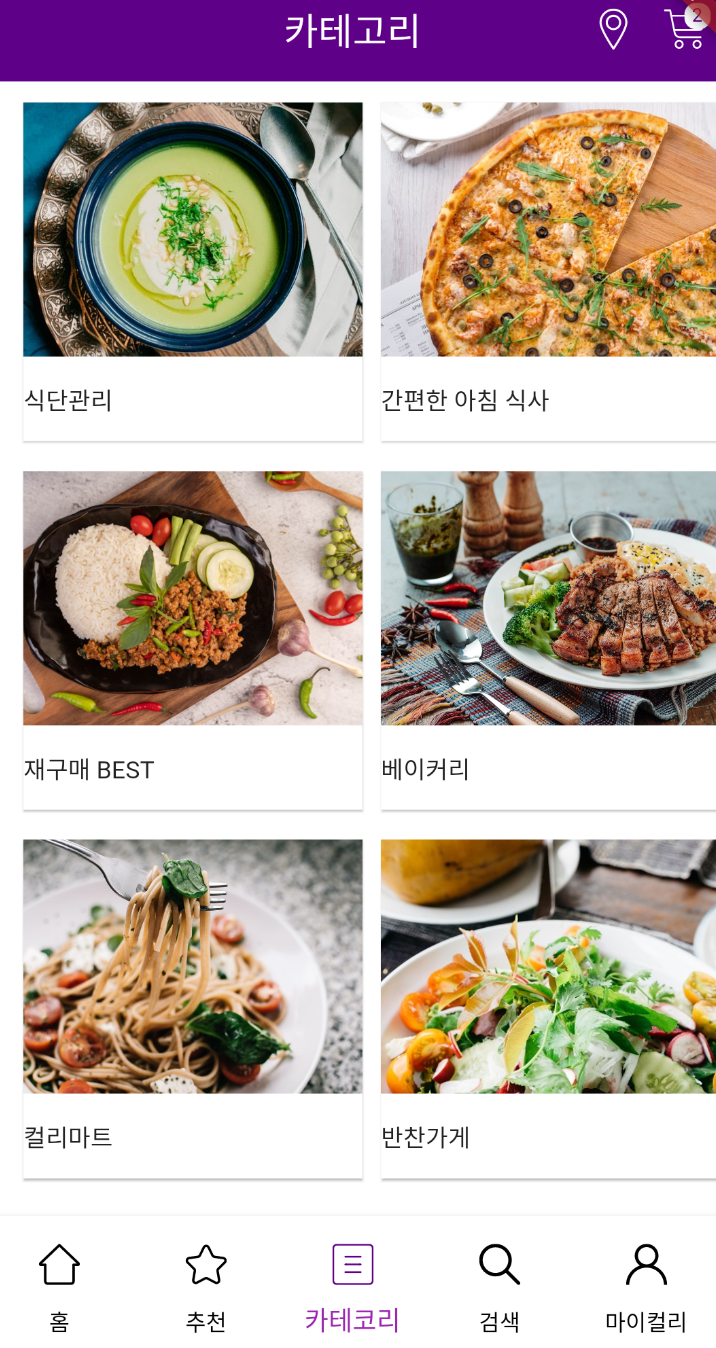 카테고리
2
식단관리
간편한 아침 식사
재구매 BEST
베이커리
컬리마트
반찬가게
홈
추천
카테코리
검색
마이컬리